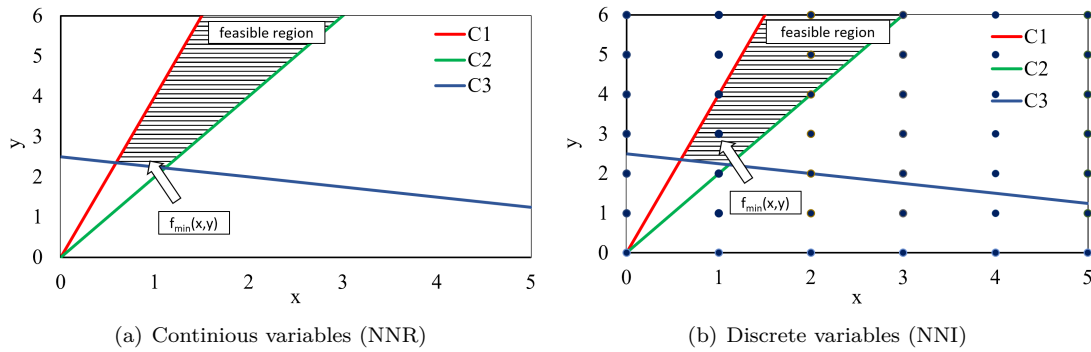 6
5
4
3
2
1
0
y
0
1
2
3
4
5
x
feasible region
C1
C2
C3
fmin(x,y)
(a) Continious variables (NNR)
6
5
4
3
2
1
0
y
0
1
2
3
4
5
x
feasible region
C1
C2
C3
fmin(x,y)
(b) Discrete variables (NNI)